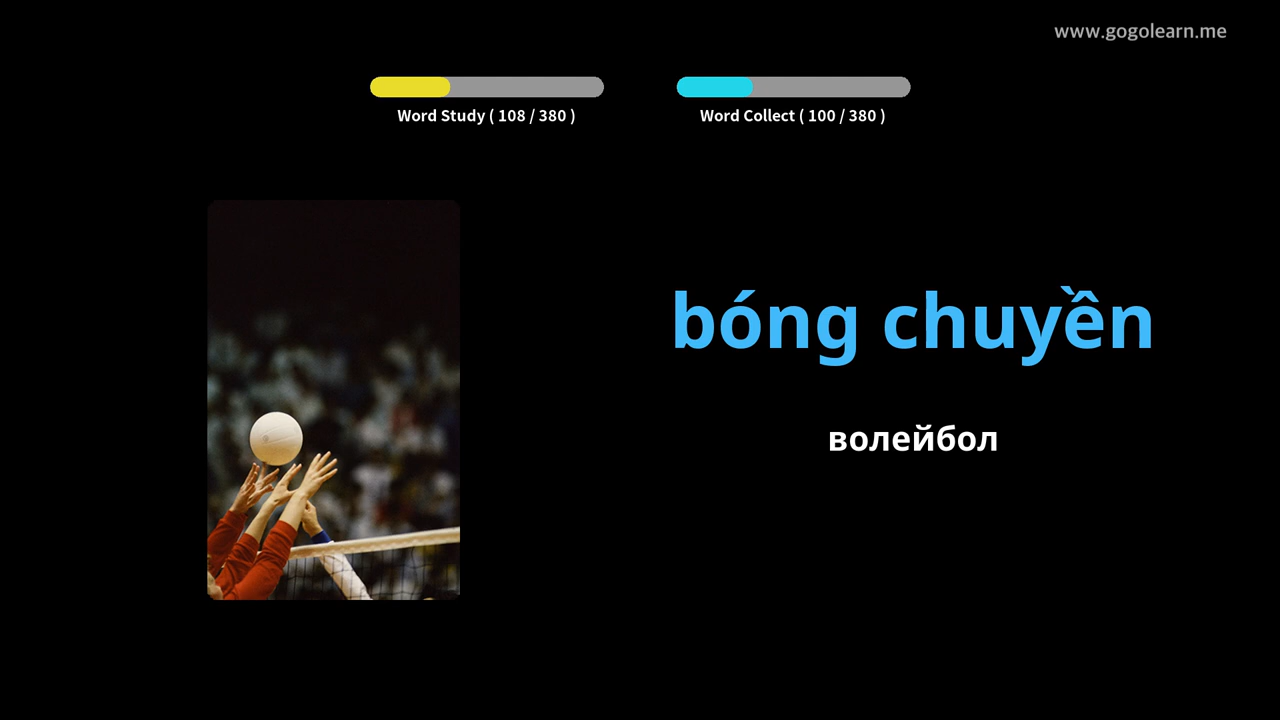 www.gogolearn.me
Word Study ( 108 / 380 )
Word Collect ( 100 / 380 )
bóng chuyền
волейбол